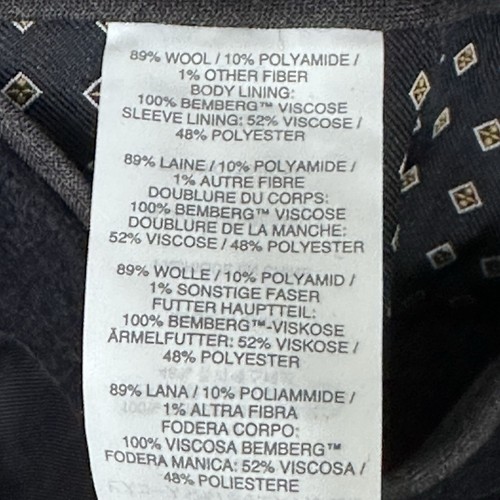 89% WOOL / 10% POLYAMIDE /
1% OTHER FIBER
BODY LINING:
100% BEMBERG™ VISCOSE
SLEEVE LINING: 52% VISCOSE /
48% POLYESTER
89% LAINE / 10% POLYAMIDE /
1% AUTRE FIBRE
DOUBLURE DU CORPS:
100% BEMBERG™ VISCOSE
DOUBLURE DE LA MANCHE:
52% VISCOSE / 48% POLYESTER
89% WOLLE / 10% POLYAMID /
1% SONSTIGE FASER
FUTTER HAUPTTEIL:
100% BEMBERG™-VISKOSE
ÄRMELFUTTER: 52% VISKOSE /
48% POLYESTER
89% LANA / 10% POLIAMMIDE /
1% ALTRA FIBRA
FODERA CORPO:
100% VISCOSA BEMBERG™
FODERA MANICA: 52% VISCOSA /
48% POLIESTERE